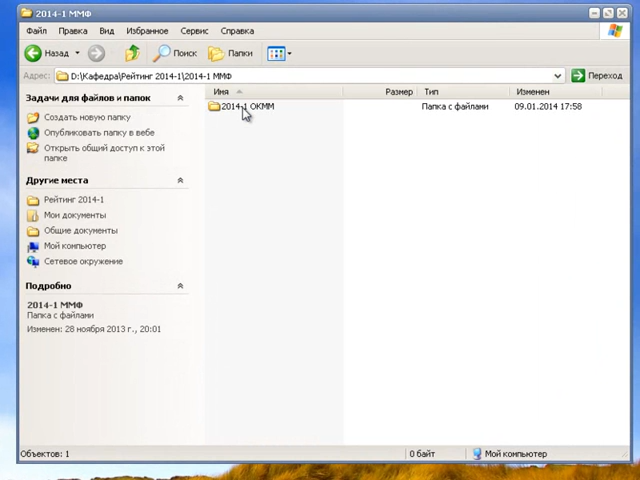 2014-1 ММФ
Файл Правка Вид Избранное Сервис Справка
Назад Поиск Папки
Адрес: D:\Кафедра\Рейтинг 2014-1\2014-1 ММФ Переход
Задачи для файлов и папок
Создать новую папку
Опубликовать папку в вебе
Открыть общий доступ к этой
папке
Другие места
Рейтинг 2014-1
Мои документы
Общие документы
Мой компьютер
Сетевое окружение
Подробно
2014-1 ММФ
Папка с файлами
Изменен: 28 ноября 2013 г., 20:01
Имя Размер Тип Изменен
2014-1 ОКММ Папка с файлами 09.01.2014 17:58
Объектов: 1 0 байт Мой компьютер